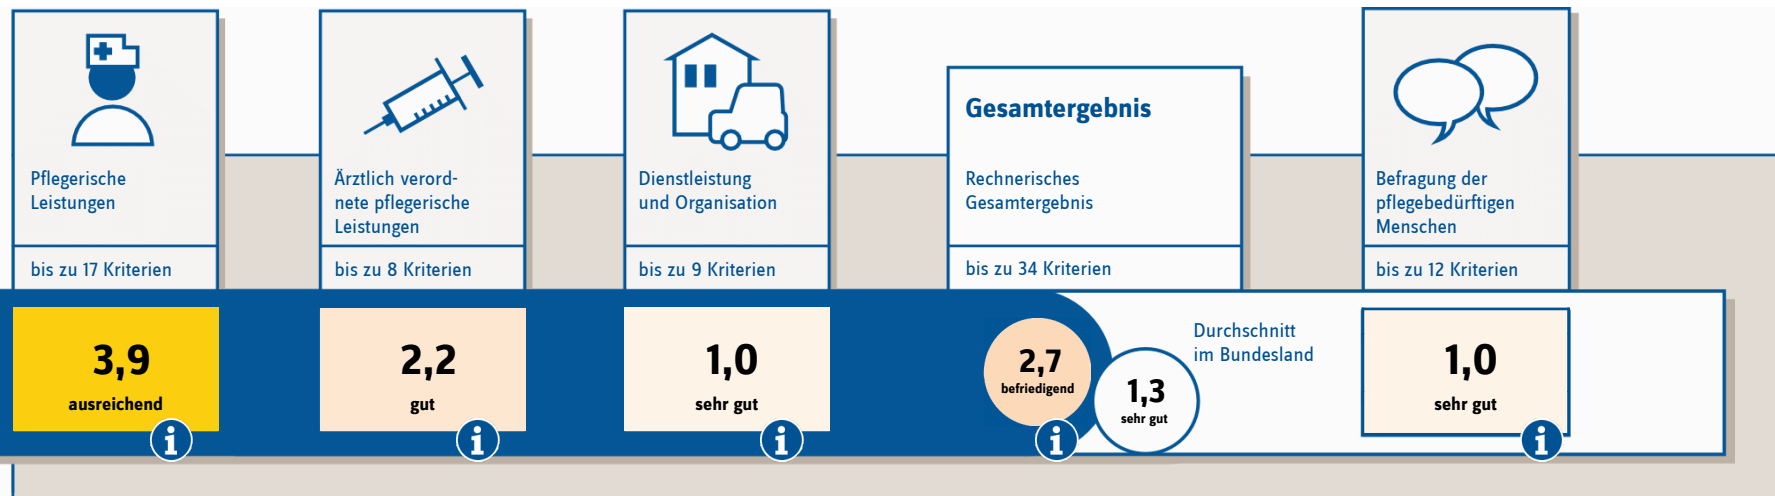 Pflegerische
Leistungen
bis zu 17 Kriterien
3,9
ausreichend
i
Ärztlich verord-
nete pflegerische
Leistungen
bis zu 8 Kriterien
2,2
gut
i
Dienstleistung
und Organisation
bis zu 9 Kriterien
1,0
sehr gut
i
Gesamtergebnis
Rechnerisches
Gesamtergebnis
bis zu 34 Kriterien
2,7
befriedigend
i
1,3
sehr gut
Durchschnitt
im Bundesland
Befragung der
pflegebedürftigen
Menschen
bis zu 12 Kriterien
1,0
sehr gut
i